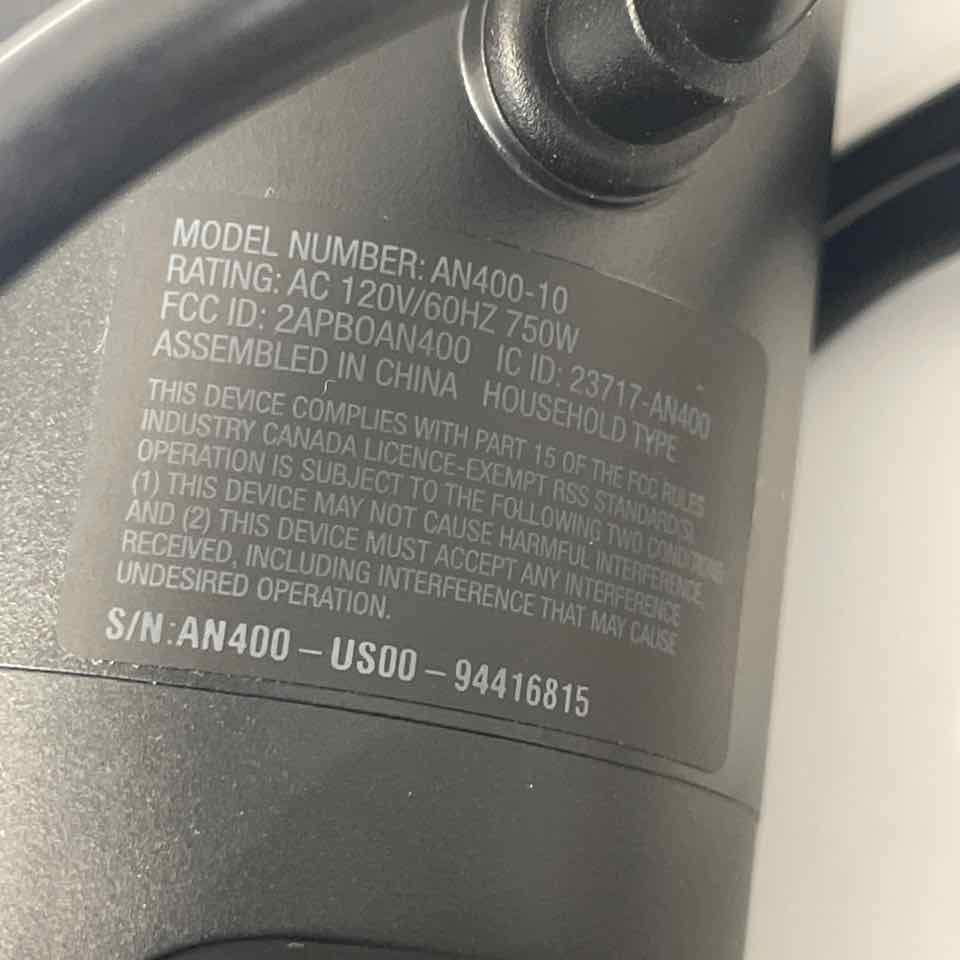 MODEL NUMBER: AN400-10
RATING: AC 120V/60HZ 750W
FCC ID: 2APBOAN400 IC ID: 23717-AN400
ASSEMBLED IN CHINA HOUSEHOLD TYPE
THIS DEVICE COMPLIES WITH PART 15 OF THE FCC RULES
INDUSTRY CANADA LICENCE-EXEMPT RSS STANDARD(S).
OPERATION IS SUBJECT TO THE FOLLOWING TWO CONDITIONS:
(1) THIS DEVICE MAY NOT CAUSE HARMFUL INTERFERENCE,
AND (2) THIS DEVICE MUST ACCEPT ANY INTERFERENCE
RECEIVED, INCLUDING INTERFERENCE THAT MAY CAUSE
UNDESIRED OPERATION.
S/N:AN400-US00-94416815